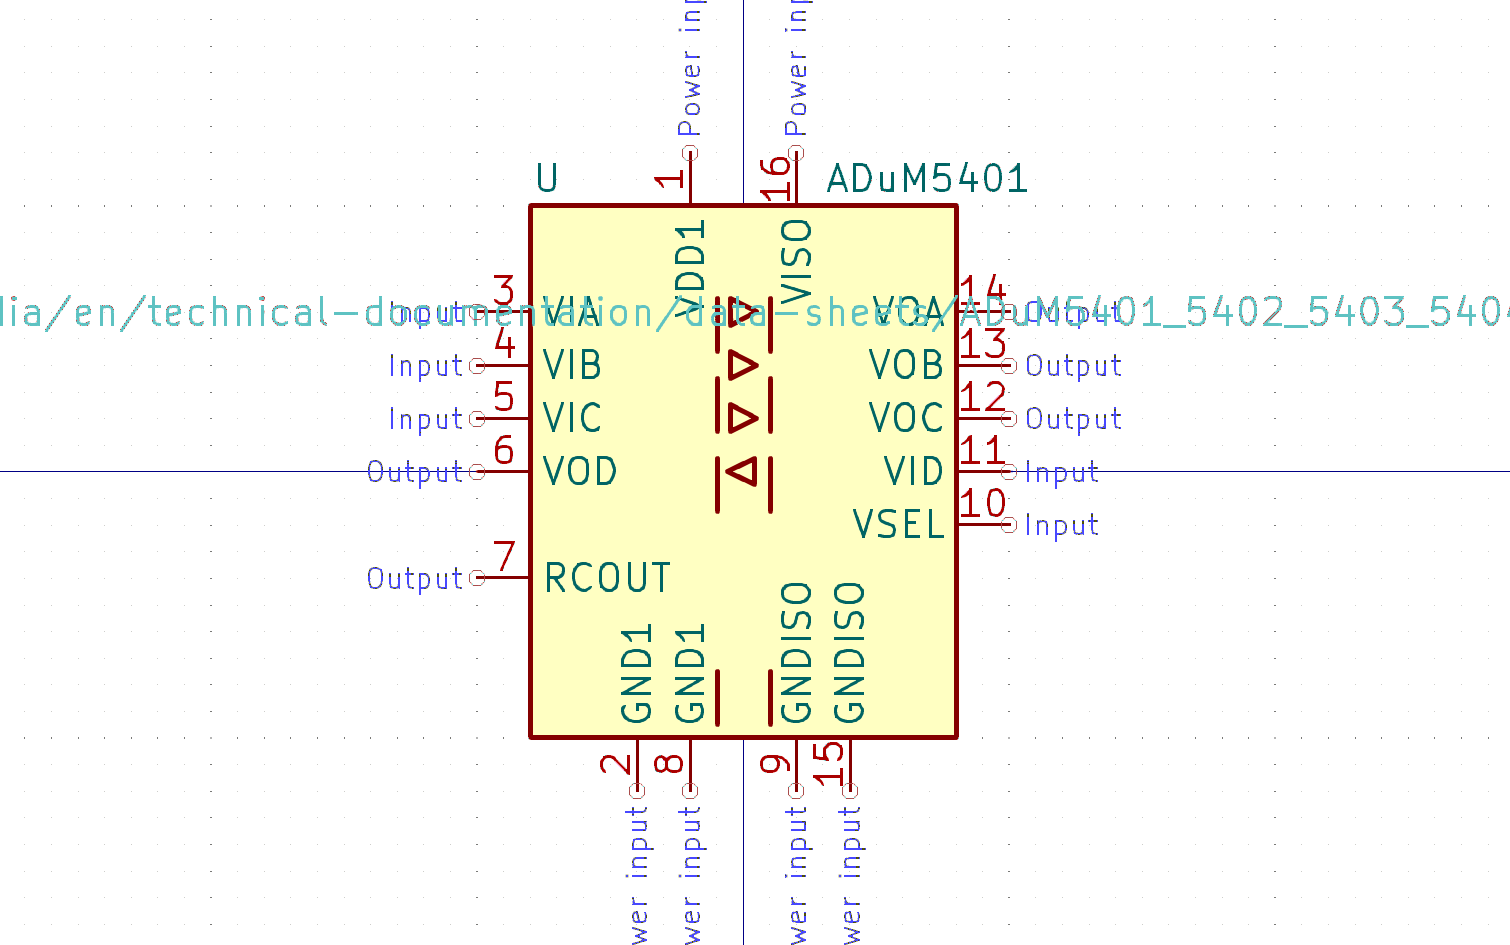 Power inp
Power inp
1
16
U
ADuM5401
VDD1
VISO
3
14
Input
VIA
VOA
Output
lia/en/technical-documentation/data-sheets/ADuM5401_5402_5403_5404
4
13
Input
VIB
VOB
Output
5
12
Input
VIC
VOC
Output
6
11
Output
VOD
VID
Input
10
VSEL
Input
7
Output
RCOUT
GND1
GND1
GNDISO
GNDISO
2
8
9
15
wer input
wer input
wer input
wer input